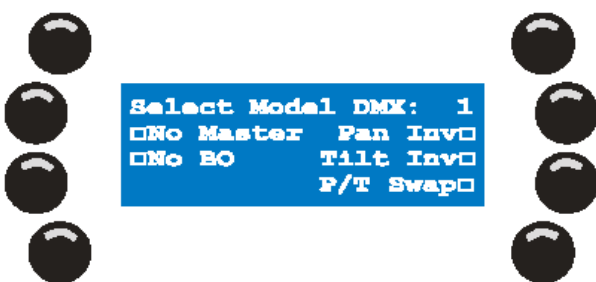 Select Model DMX: 1
□No Master Pan Inv□
□No BO Tilt Inv□
P/T Swap□